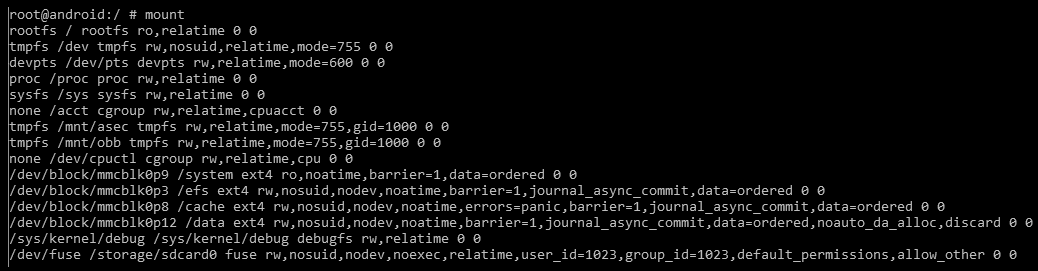 root@android:/ # mount
rootfs / rootfs ro,relatime 0 0
tmpfs /dev tmpfs rw,nosuid,relatime,mode=755 0 0
devpts /dev/pts devpts rw,relatime,mode=600 0 0
proc /proc proc rw,relatime 0 0
sysfs /sys sysfs rw,relatime 0 0
none /acct cgroup rw,relatime,cpuacct 0 0
tmpfs /mnt/asec tmpfs rw,relatime,mode=755,gid=1000 0 0
tmpfs /mnt/obb tmpfs rw,relatime,mode=755,gid=1000 0 0
none /dev/cpuctl cgroup rw,relatime,cpu 0 0
/dev/block/mmcblk0p9 /system ext4 ro,noatime,barrier=1,data=ordered 0 0
/dev/block/mmcblk0p3 /efs ext4 rw,nosuid,nodev,noatime,barrier=1,journal_async_commit,data=ordered 0 0
/dev/block/mmcblk0p8 /cache ext4 rw,nosuid,nodev,noatime,errors=panic,barrier=1,journal_async_commit,data=ordered 0 0
/dev/block/mmcblk0p12 /data ext4 rw,nosuid,nodev,noatime,barrier=1,journal_async_commit,data=ordered,noauto_da_alloc,discard 0 0
/sys/kernel/debug /sys/kernel/debug debugfs rw,relatime 0 0
/dev/fuse /storage/sdcard0 fuse rw,nosuid,nodev,noexec,relatime,user_id=1023,group_id=1023,default_permissions,allow_other 0 0